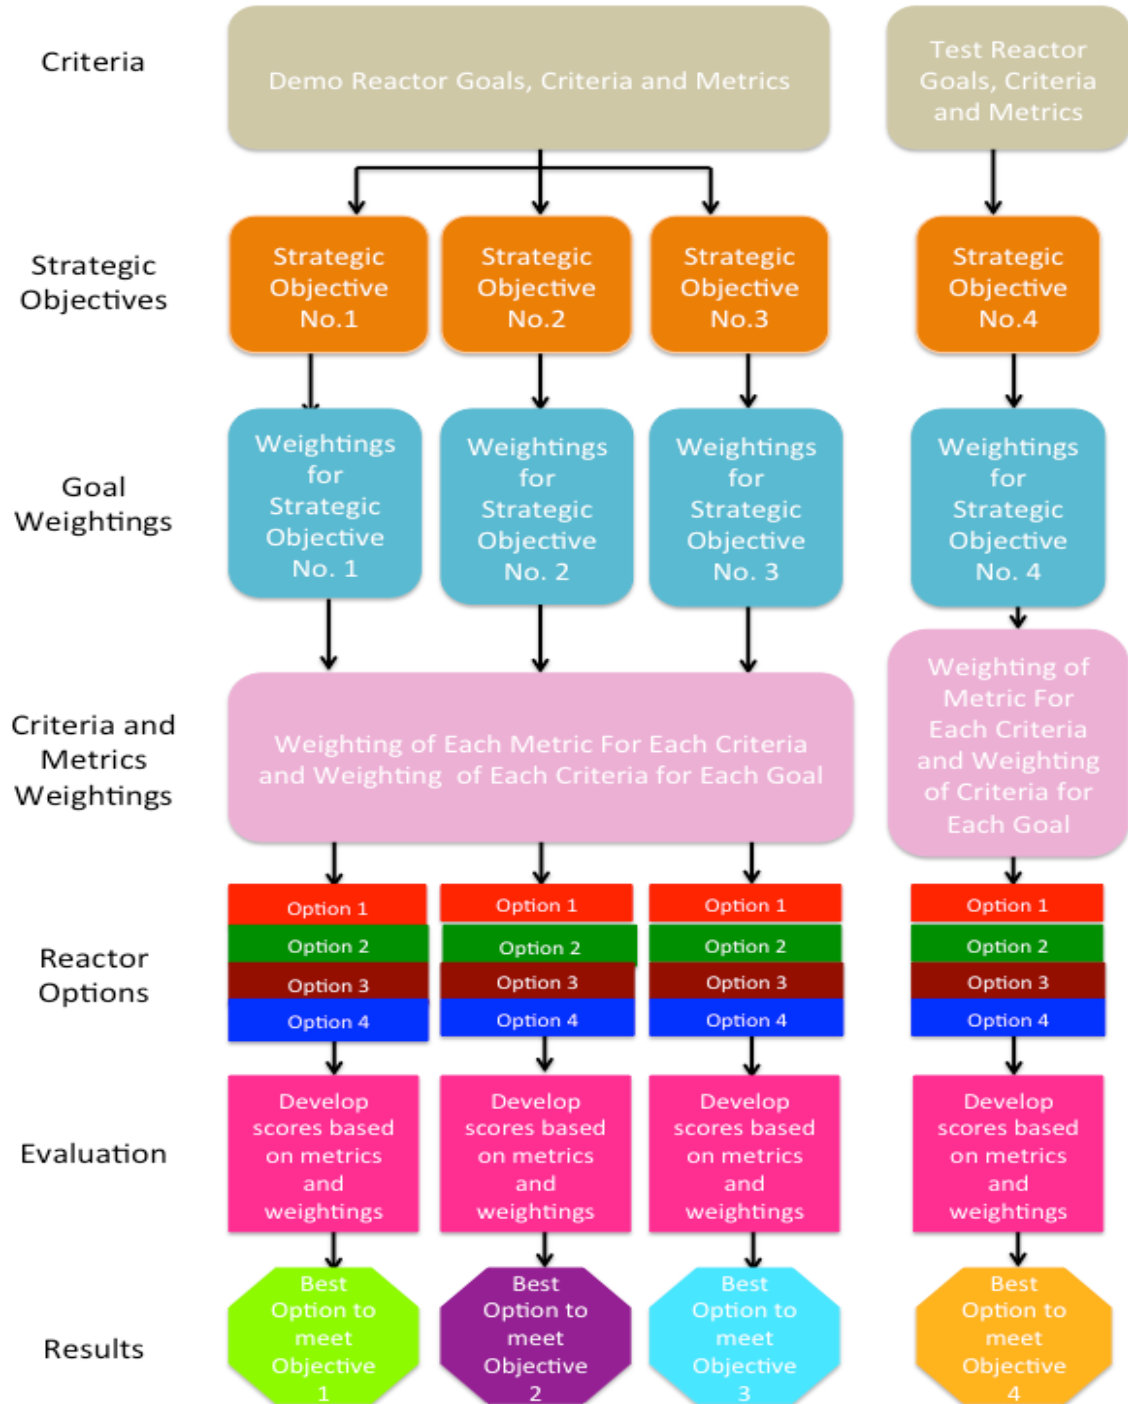 Criteria
Demo Reactor Goals, Criteria and Metrics
Test Reactor
Goals, Criteria
and Metrics
Strategic
Objectives
Strategic
Objective
No.1
Strategic
Objective
No.2
Strategic
Objective
No.3
Strategic
Objective
No.4
Goal
Weightings
Weightings
for
Strategic
Objective
No. 1
Weightings
for
Strategic
Objective
No. 2
Weightings
for
Strategic
Objective
No. 3
Weightings
for
Strategic
Objective
No. 4
Criteria and
Metrics
Weightings
Weighting of Each Metric For Each Criteria
and Weighting of Each Criteria for Each Goal
Weighting of
Metric For
Each Criteria
and Weighting
of Criteria for
Each Goal
Reactor
Options
Option 1
Option 2
Option 3
Option 4
Option 1
Option 2
Option 3
Option 4
Option 1
Option 2
Option 3
Option 4
Option 1
Option 2
Option 3
Option 4
Evaluation
Develop
scores based
on metrics
and
weightings
Develop
scores based
on metrics
and
weightings
Develop
scores based
on metrics
and
weightings
Develop
scores based
on metrics
and
weightings
Results
Best
Option to
meet
Objective
1
Best
Option to
meet
Objective
2
Best
Option to
meet
Objective
3
Best
Option to
meet
Objective
4